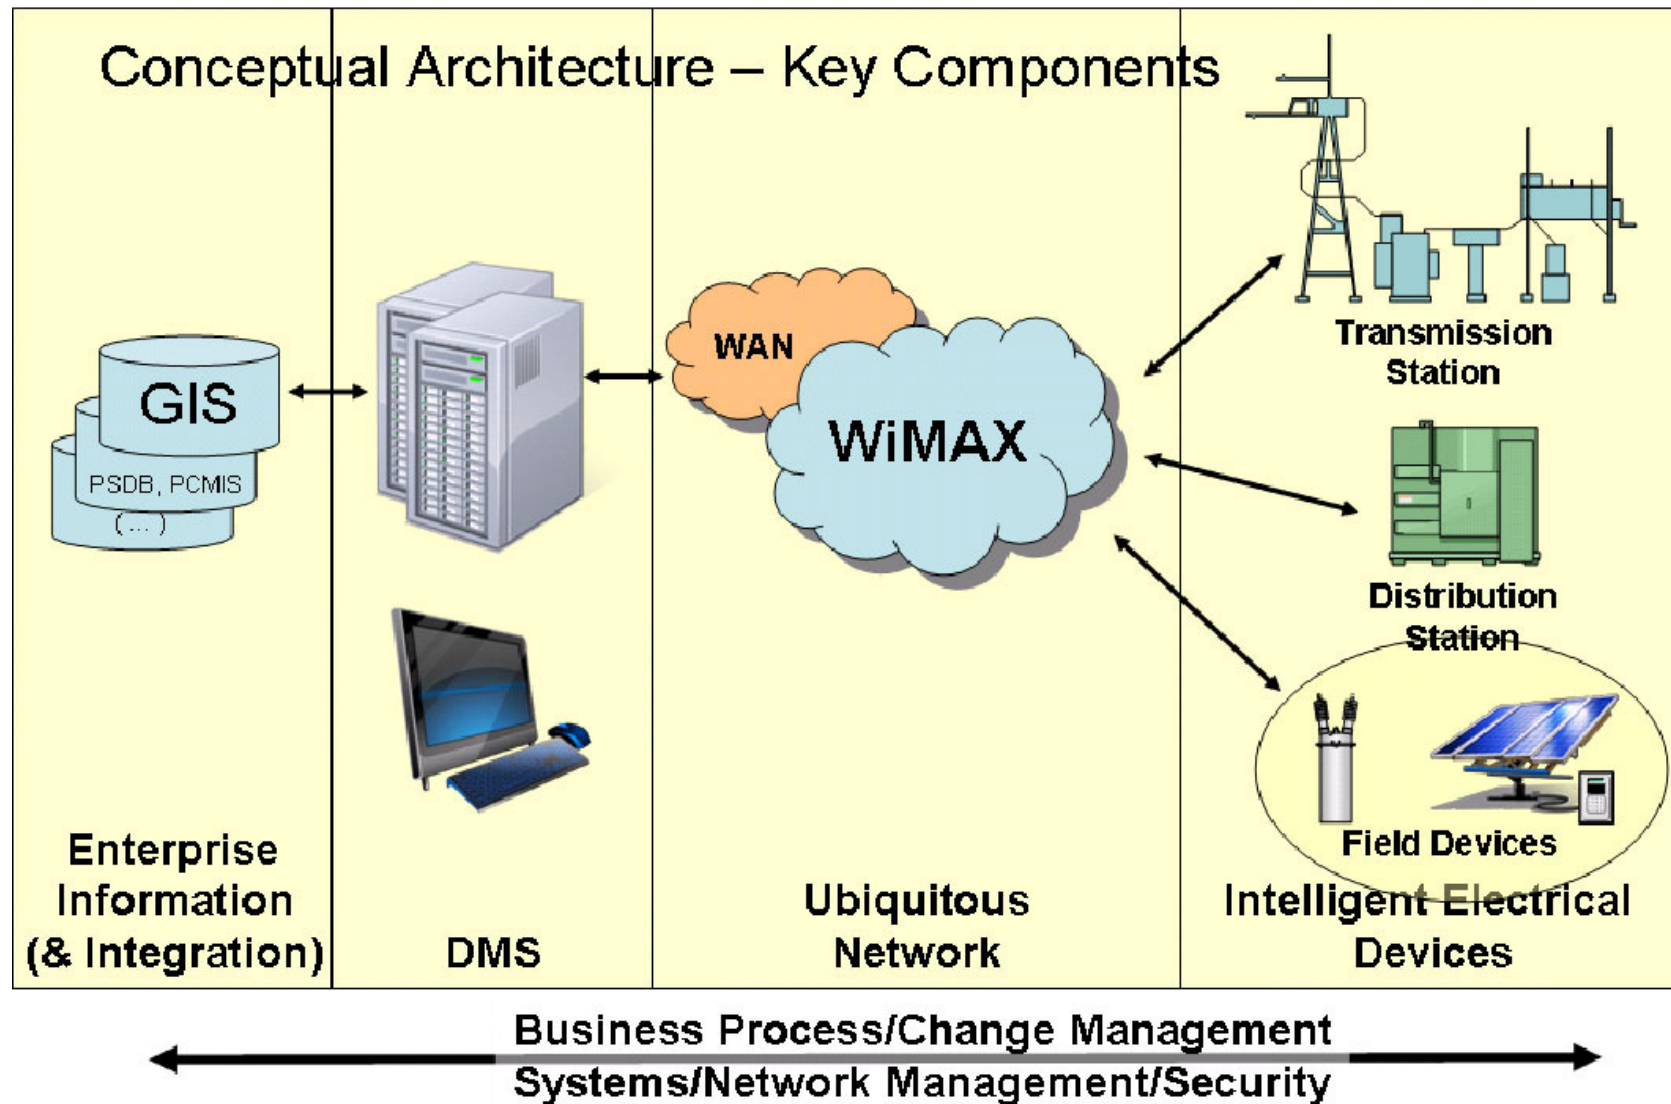 Conceptual Architecture – Key Components
GIS
PSDB, PCMIS
(...)
Enterprise
Information
(& Integration)
DMS
WAN
WiMAX
Ubiquitous
Network
Transmission
Station
Distribution
Station
Field Devices
Intelligent Electrical
Devices
Business Process/Change Management
Systems/Network Management/Security